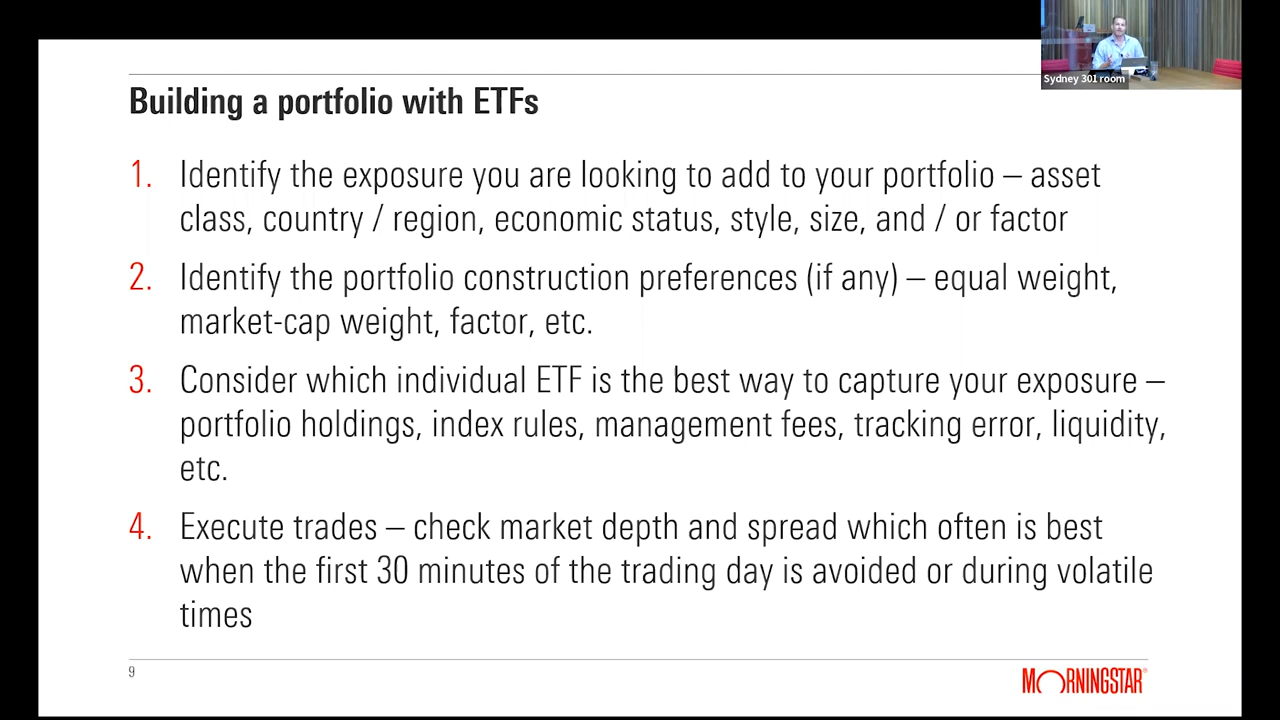 Sydney 301 room
Building a portfolio with ETFs
1. Identify the exposure you are looking to add to your portfolio – asset
class, country / region, economic status, style, size, and / or factor
2. Identify the portfolio construction preferences (if any) – equal weight,
market-cap weight, factor, etc.
3. Consider which individual ETF is the best way to capture your exposure –
portfolio holdings, index rules, management fees, tracking error, liquidity,
etc.
4. Execute trades – check market depth and spread which often is best
when the first 30 minutes of the trading day is avoided or during volatile
times
9
MORNINGSTAR